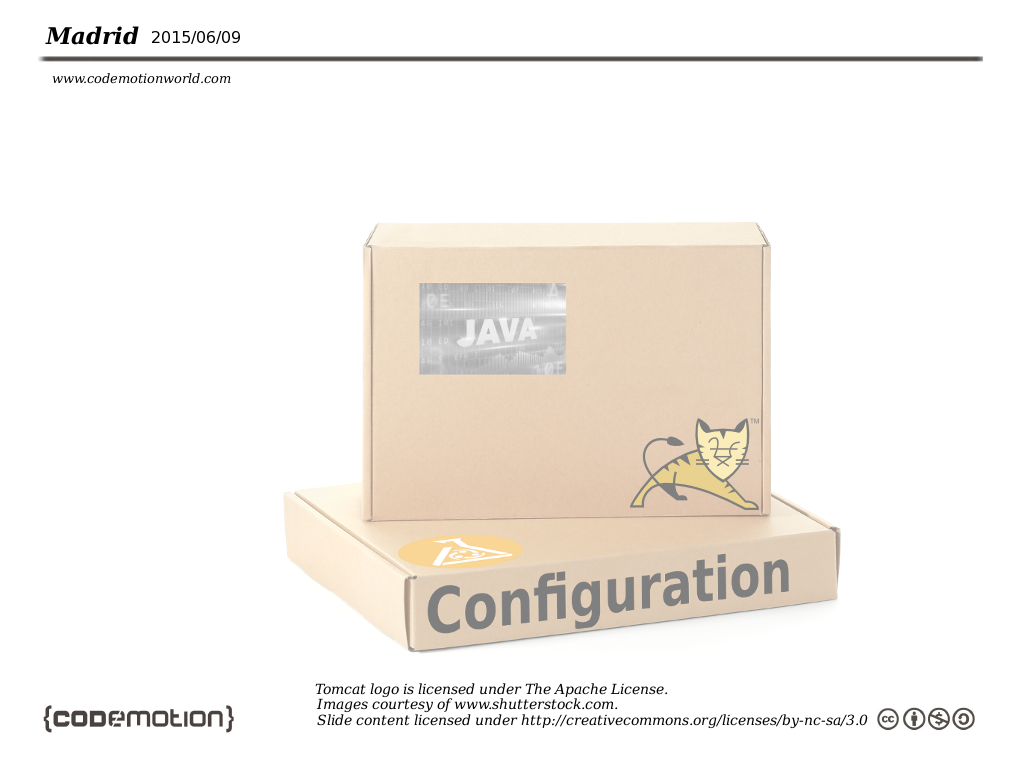 Madrid 2015/06/09
www.codemotionworld.com
JAVA
TM
Configuration
Tomcat logo is licensed under The Apache License.
Images courtesy of www.shutterstock.com.
{CODEMOTION}
Slide content licensed under http://creativecommons.org/licenses/by-nc-sa/3.0
cc